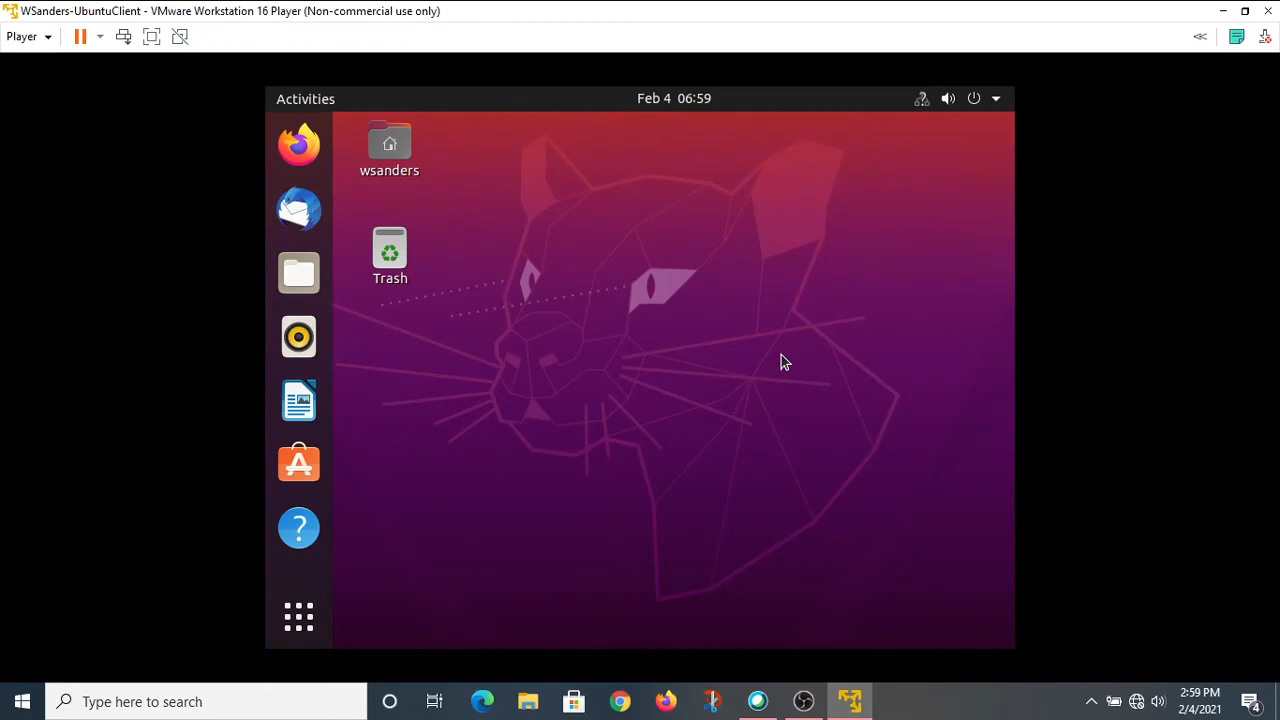 WSanders-UbuntuClient - VMware Workstation 16 Player (Non-commercial use only)
Player
Activities
Feb 4 06:59
wsanders
Trash
Type here to search
2:59 PM
2/4/2021
4